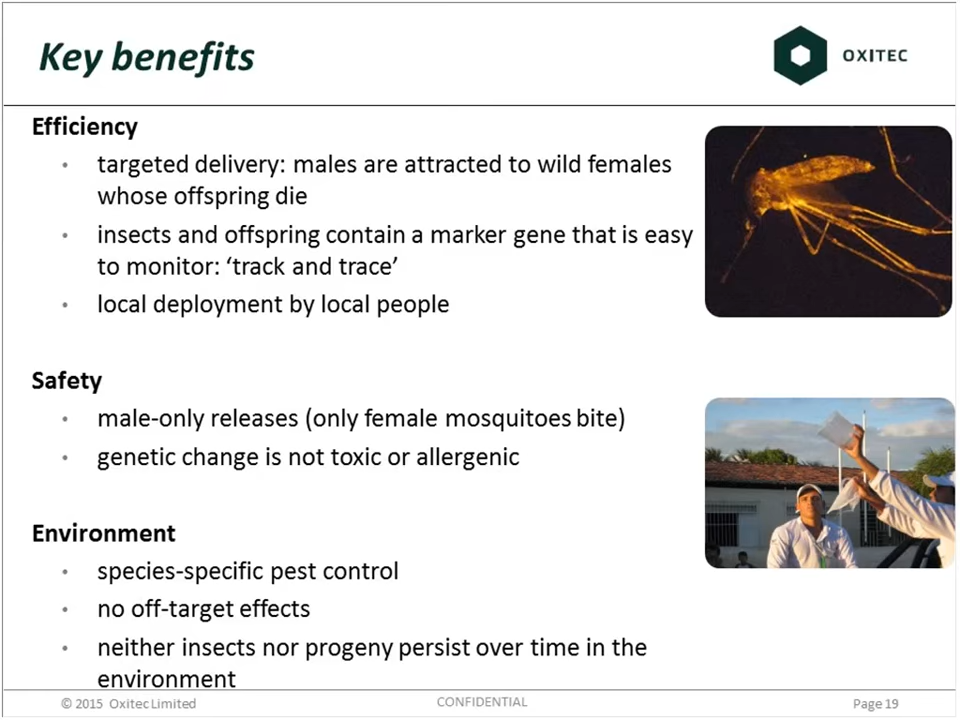 Key benefits
OXITEC
Efficiency
• targeted delivery: males are attracted to wild females
whose offspring die
• insects and offspring contain a marker gene that is easy
to monitor: ‘track and trace’
• local deployment by local people
Safety
• male-only releases (only female mosquitoes bite)
• genetic change is not toxic or allergenic
Environment
• species-specific pest control
• no off-target effects
• neither insects nor progeny persist over time in the
environment
© 2015 Oxitec Limited
CONFIDENTIAL
Page 19